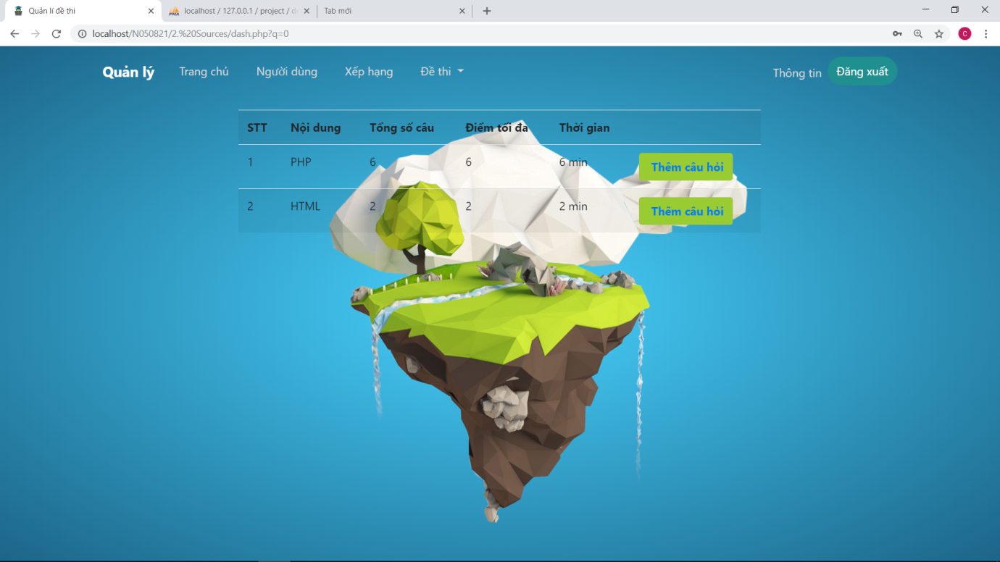 Quản lí đề thi
localhost / 127.0.0.1 / project / d
Tab mới
localhost/N050821/2.%20Sources/dash.php?q=0
C
Quản lý Trang chủ Người dùng Xếp hạng Đề thi Thông tin Đăng xuất
STT Nội dung Tổng số câu Điểm tối đa Thời gian
1 PHP 6 6 6 min Thêm câu hỏi
2 HTML 2 2 2 min Thêm câu hỏi